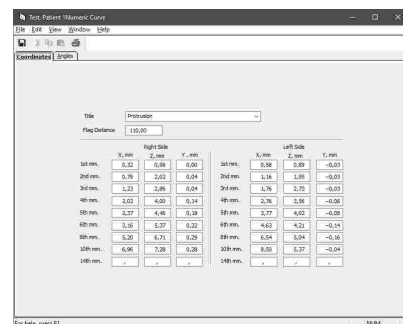 Test, Patient 1Numeric Curve
File Edit View Window Help
Coordinates Angles
Title Protrusion
Flag Distance 110,00
Right Side Left Side
X, mm Z, mm Y, mm X, mm Z, mm Y, mm
1st mm. 0,32 0,98 0,00 1st mm. 0,58 0,89 -0,03
2nd mm. 0,79 2,02 0,04 2nd mm. 1,16 1,95 -0,03
3rd mm. 1,23 2,86 0,04 3rd mm. 1,76 2,73 -0,03
4th mm. 2,02 4,00 0,14 4th mm. 2,76 3,56 -0,06
5th mm. 2,37 4,46 0,18 5th mm. 3,77 4,02 -0,08
6th mm. 3,16 5,37 0,22 6th mm. 4,63 4,21 -0,14
8th mm. 5,20 6,71 0,29 8th mm. 6,54 5,04 -0,16
10th mm. 6,96 7,28 0,28 10th mm. 8,50 5,37 -0,04
14th mm. , , , 14th mm. , , ,
For help, press F1